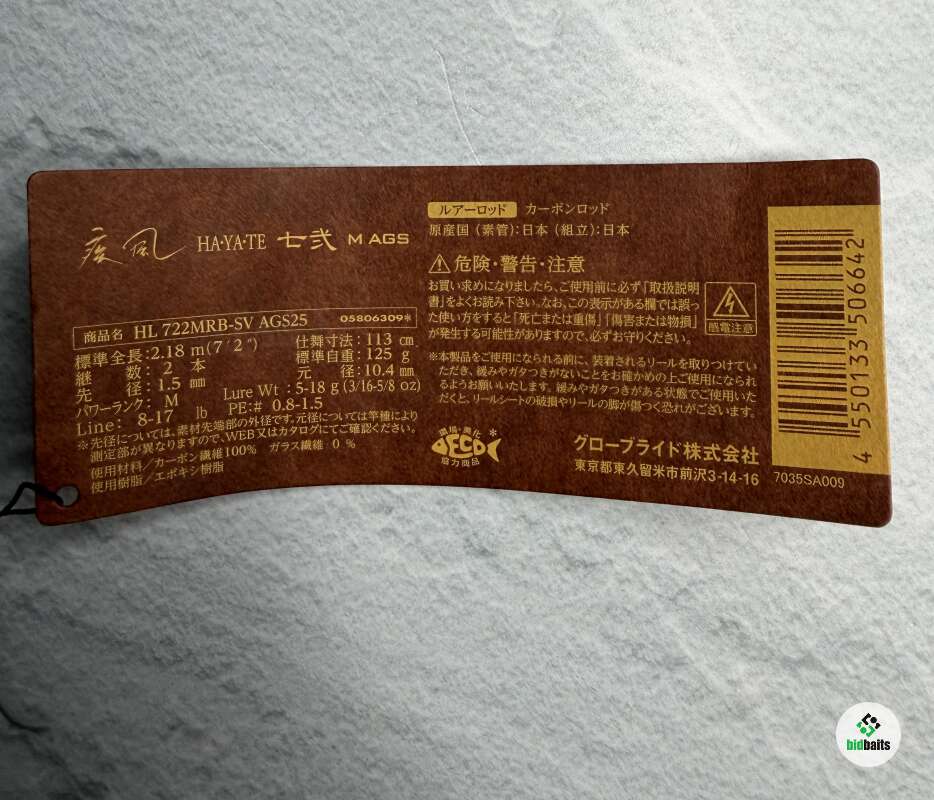 疾風 HA・YA・TE 七弐 M AGS
商品名 HL 722MRB-SV AGS25 05806309*
標準全長:2.18 m(7′2″) 仕舞寸法:113 cm
継数:2 本 標準自重:125 g
先径:1.5 mm 元径:10.4 mm
パワーランク:M Lure Wt:5-18 g (3/16-5/8 oz)
Line:8-17 lb PE:# 0.8-1.5
※先径については、素材先端部の外径です。元径については竿種により
測定部が異なりますので、WEB又はカタログにてご確認ください。
使用材料/カーボン繊維100% ガラス繊維 0 %
使用樹脂/エポキシ樹脂
ルアーロッド カーボンロッド
原産国(素管):日本(組立):日本
危険・警告・注意
お買い求めになりましたら、ご使用前に必ず「取扱説明
書」をよくお読み下さい。なお、この表示がある欄では誤っ
た使い方をすると「死亡または重傷」「傷害または物損」
が発生する可能性がありますので、必ずお守りください。
感電注意
※本製品をご使用になられる前に、装着されるリールを取りつけてい
ただき、緩みやガタつきがないことをお確かめの上ご使用になられ
るようお願いいたします。緩みやガタつきがある状態でご使用いた
だくと、リールシートの破損やリールの脚が傷つく恐れがございます。
環境・美化
ECO
協力商品
*
グローブライド株式会社
東京都東久留米市前沢3-14-16
7035SA009
4 550133 506642
bidbaits